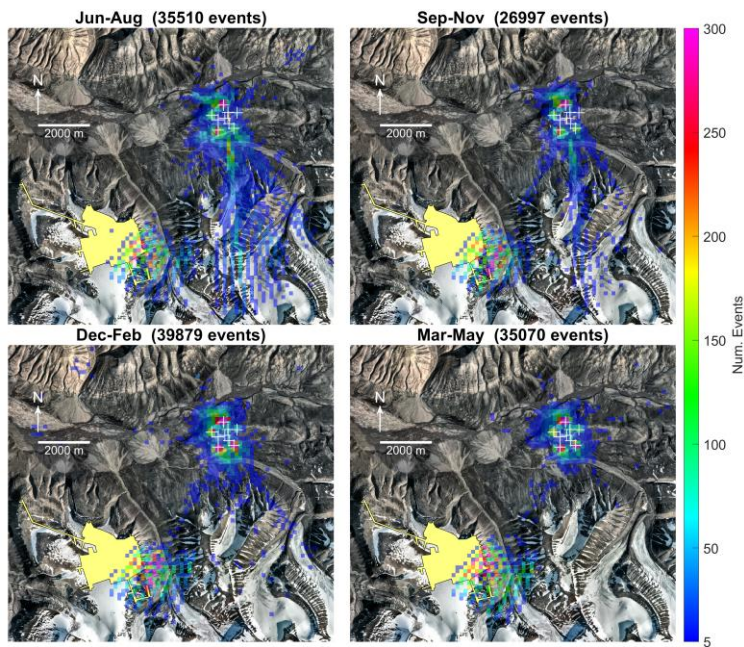 Jun-Aug (35510 events)
Sep-Nov (26997 events)
N
2000 m
N
2000 m
Dec-Feb (39879 events)
Mar-May (35070 events)
N
2000 m
N
2000 m
300
250
200
150
100
50
5
Num. Events